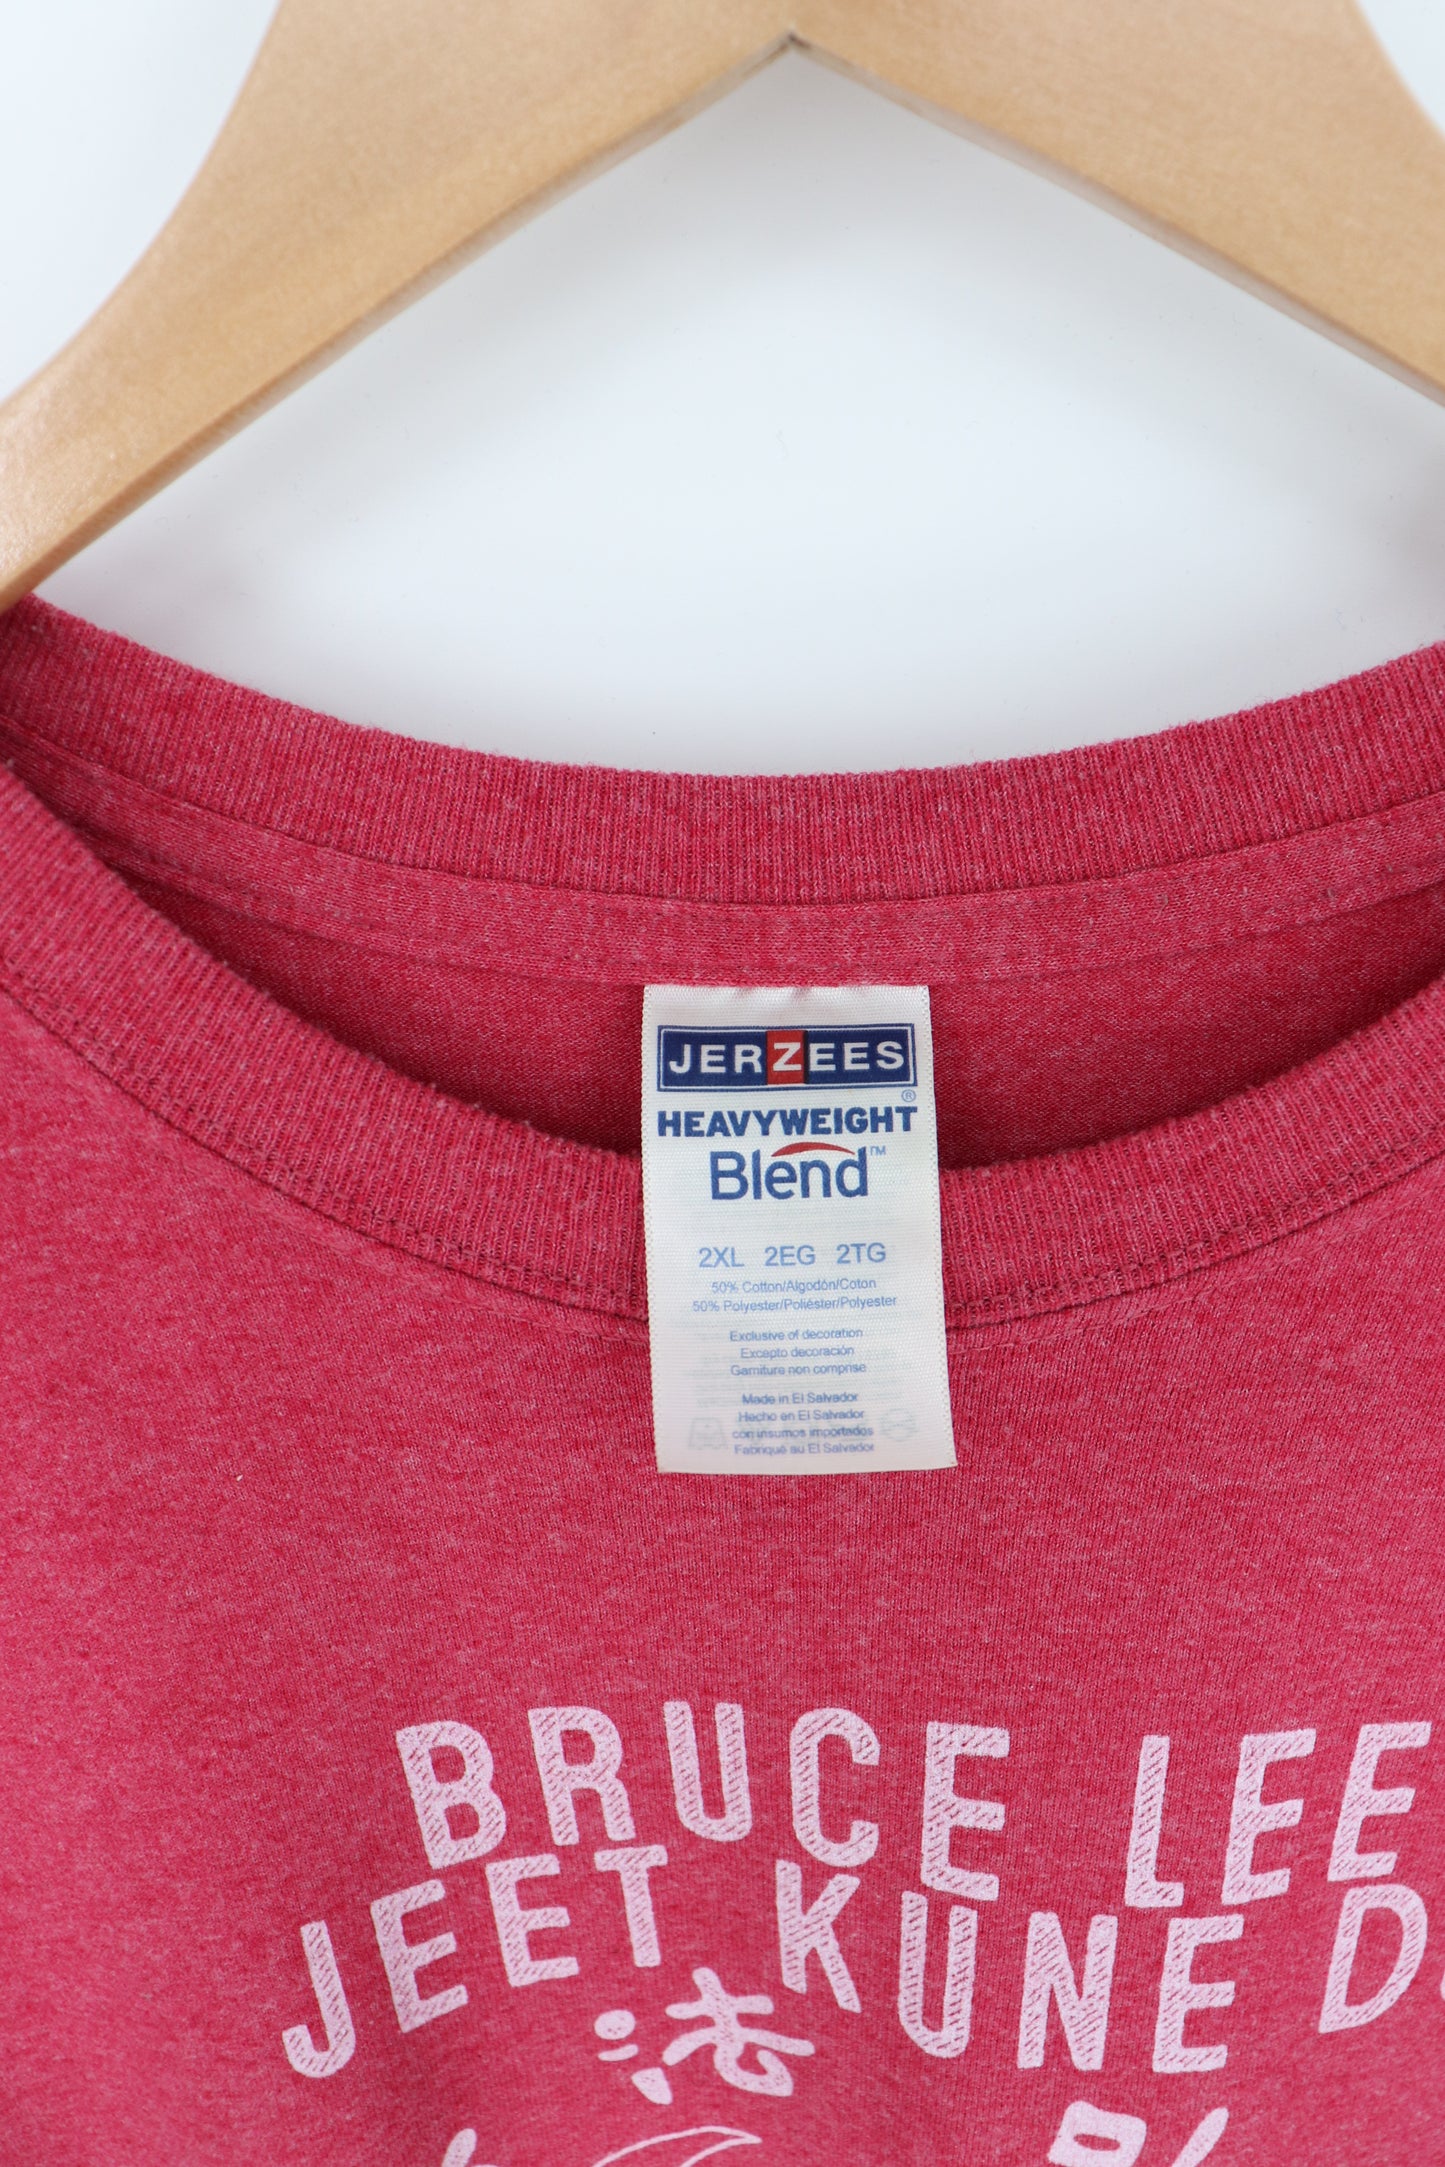 JERZEES
®
HEAVYWEIGHT
Blend™
2XL 2EG 2TG
50% Cotton/Algodón/Coton
50% Polyester/Poliéster/Polyester
Exclusive of decoration
Excepto decoración
Garniture non comprise
Made in El Salvador
Hecho en El Salvador
con insumos importados
Fabriqué au El Salvador
BRUCE LEE
JEET KUNE D
法